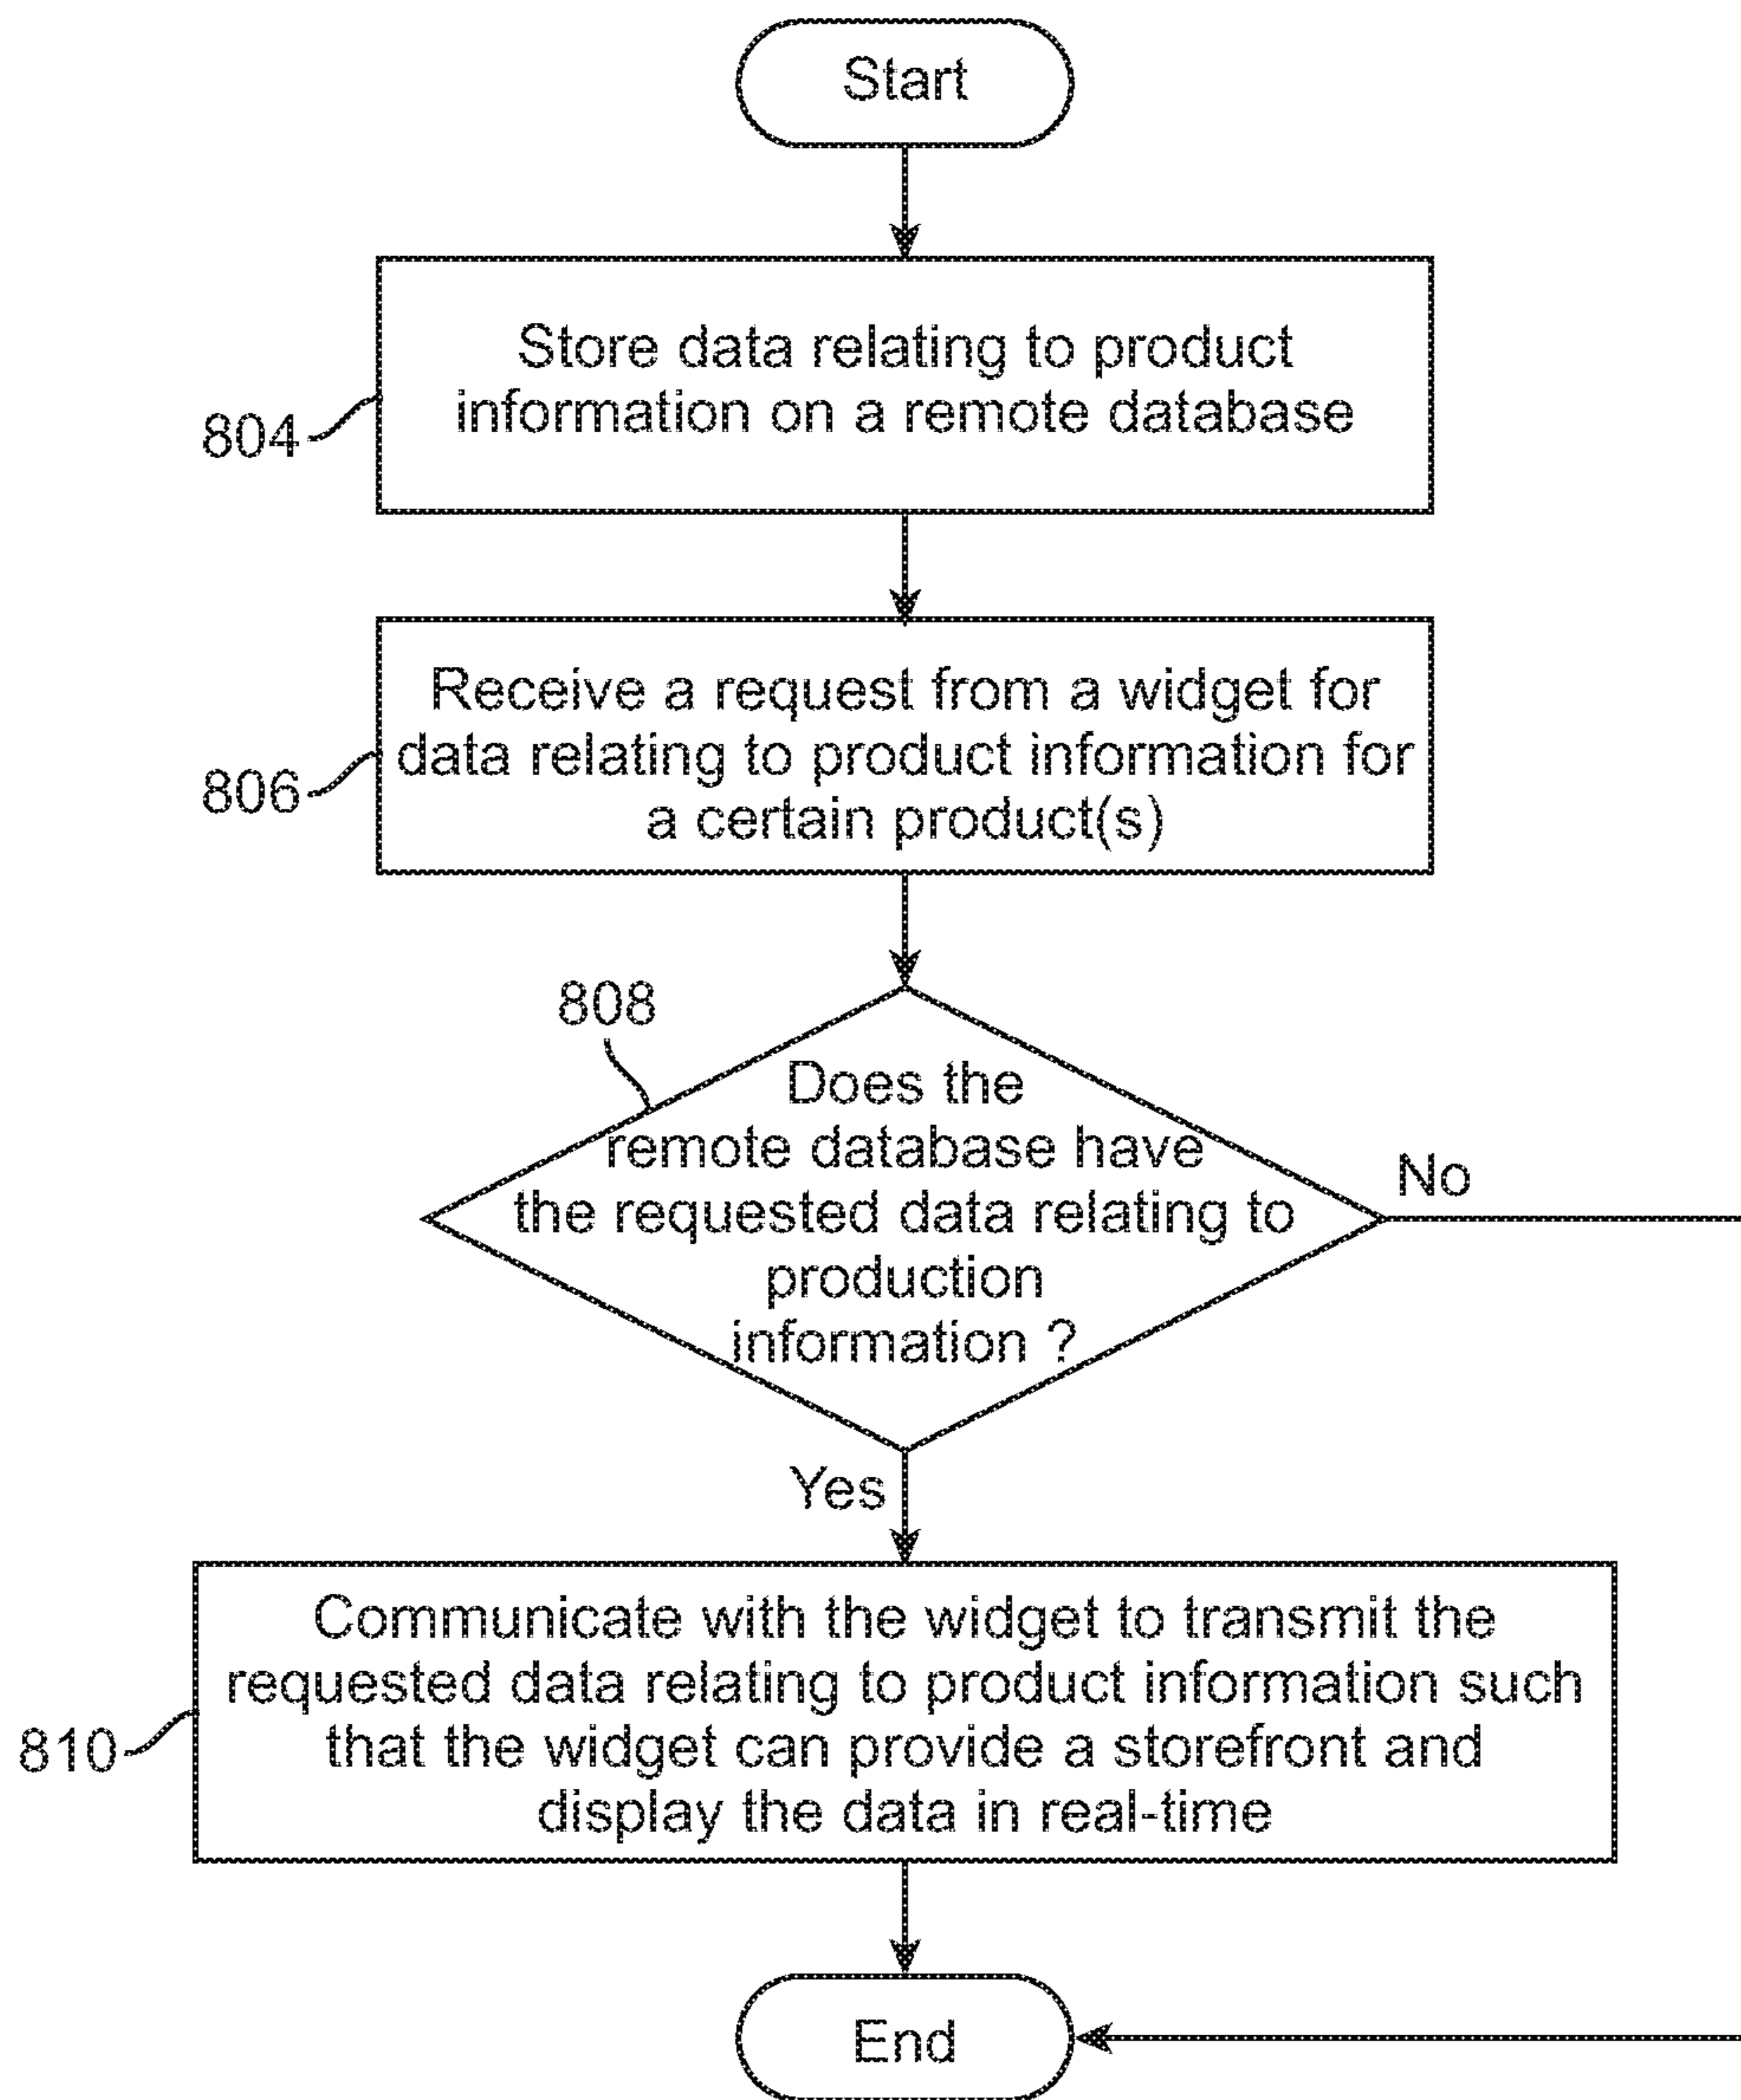 Start
Store data relating to product
information on a remote database
804
Receive a request from a widget for
data relating to product information for
a certain product(s)
806
808
Does the
remote database have
the requested data relating to
production
information ?
No
Yes
Communicate with the widget to transmit the
requested data relating to product information such
that the widget can provide a storefront and
display the data in real-time
810
End